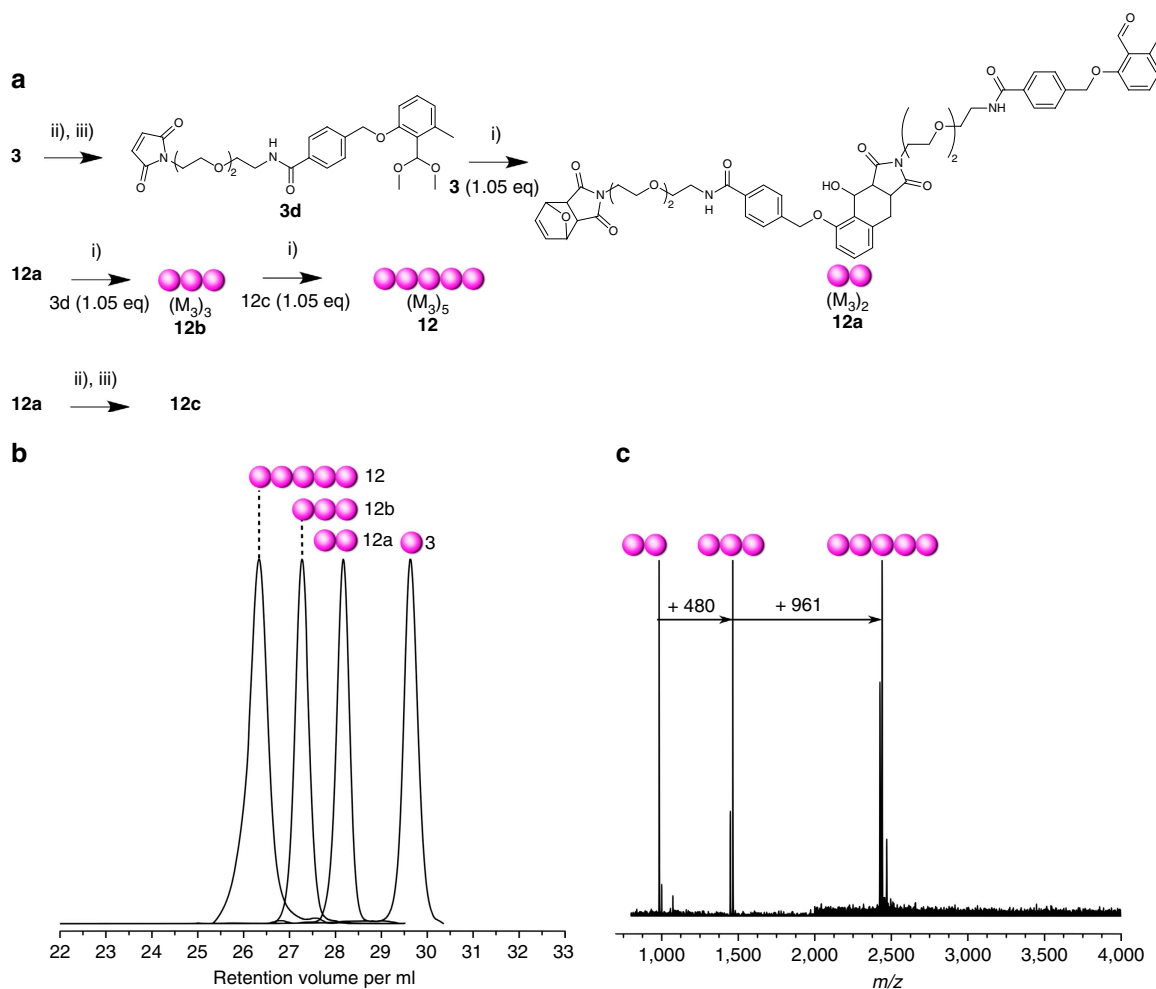 a
3
ii), iii)
O
N
O
O
2
H
N
O
O
O
O
3d
i)
3 (1.05 eq)
O
O
N
O
O
2
N
H
O
O
HO
O
N
O
O
2
NH
O
O
O
(M3)2
12a
12a
i)
3d (1.05 eq)
(M3)3
12b
i)
12c (1.05 eq)
(M3)5
12
12a
ii), iii)
12c
b
12
12b
12a
3
22 23 24 25 26 27 28 29 30 31 32 33
Retention volume per ml
c
+ 480
+ 961
1,000 1,500 2,000 2,500 3,000 3,500 4,000
m/z